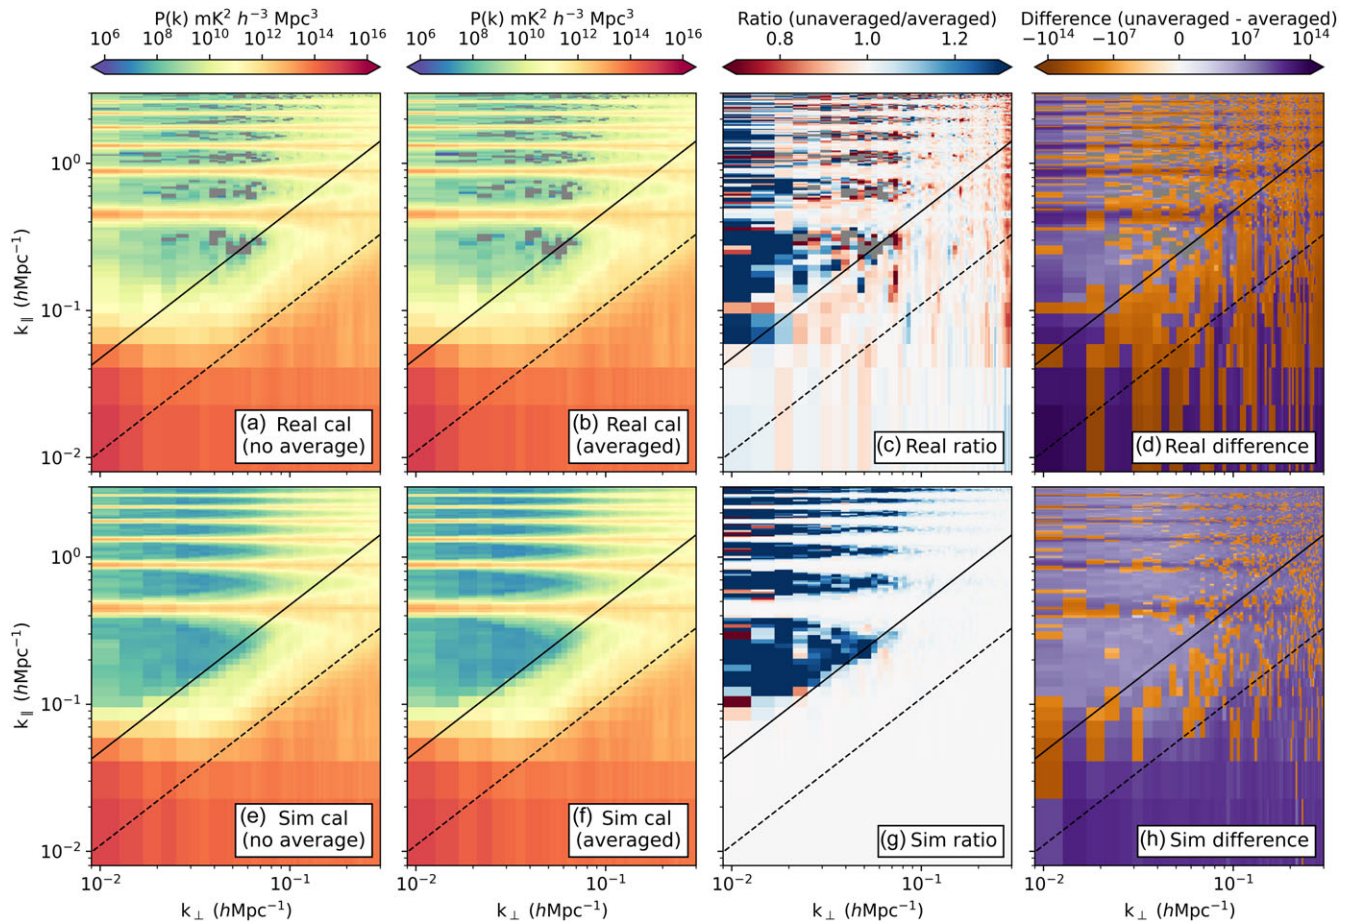 P(k) mK² h⁻³ Mpc³
P(k) mK² h⁻³ Mpc³
Ratio (unaveraged/averaged)
Difference (unaveraged - averaged)
10⁶ 10⁸ 10¹⁰ 10¹² 10¹⁴ 10¹⁶
10⁶ 10⁸ 10¹⁰ 10¹² 10¹⁴ 10¹⁶
0.8 1.0 1.2
−10¹⁴ −10⁷ 0 10⁷ 10¹⁴
10⁰
10⁻¹
10⁻²
k∥ (hMpc⁻¹)
(a) Real cal
(no average)
(b) Real cal
(averaged)
(c) Real ratio
(d) Real difference
10⁰
10⁻¹
10⁻²
k∥ (hMpc⁻¹)
(e) Sim cal
(no average)
(f) Sim cal
(averaged)
(g) Sim ratio
(h) Sim difference
10⁻² 10⁻¹
10⁻² 10⁻¹
10⁻² 10⁻¹
10⁻² 10⁻¹
k⊥ (hMpc⁻¹)
k⊥ (hMpc⁻¹)
k⊥ (hMpc⁻¹)
k⊥ (hMpc⁻¹)